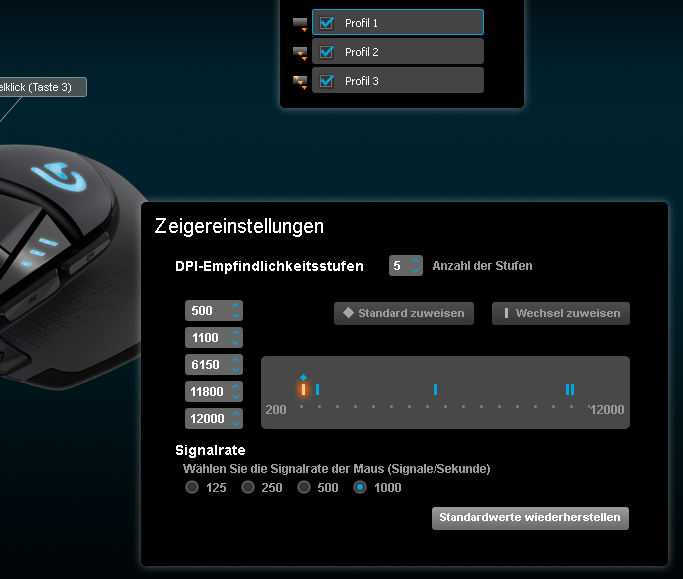 Profil 1
Profil 2
Profil 3
elklick (Taste 3)
Zeigereinstellungen
DPI-Empfindlichkeitsstufen 5 Anzahl der Stufen
500
Standard zuweisen Wechsel zuweisen
1100
6150
11800
12000
200 12000
Signalrate
Wählen Sie die Signalrate der Maus (Signale/Sekunde)
125 250 500 1000
Standardwerte wiederherstellen